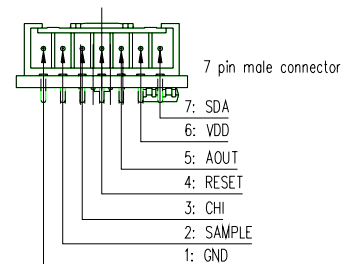 7 pin male connector
7: SDA
6: VDD
5: AOUT
4: RESET
3: CHI
2: SAMPLE
1: GND